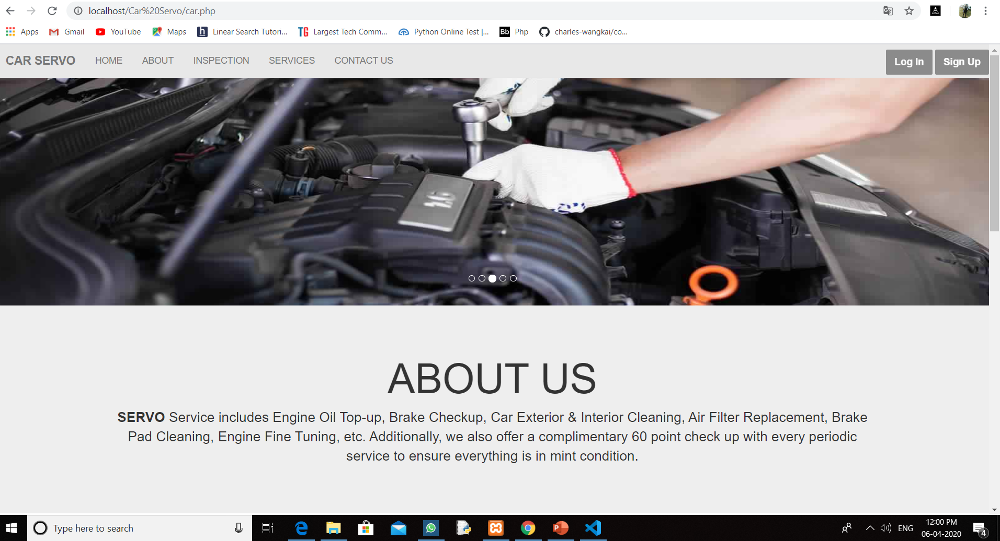 localhost/Car%20Servo/car.php
Apps Gmail YouTube Maps Linear Search Tutori... Largest Tech Comm... Python Online Test |... Php charles-wangkai/co...
CAR SERVO HOME ABOUT INSPECTION SERVICES CONTACT US Log In Sign Up
1.6
ABOUT US
SERVO Service includes Engine Oil Top-up, Brake Checkup, Car Exterior & Interior Cleaning, Air Filter Replacement, Brake
Pad Cleaning, Engine Fine Tuning, etc. Additionally, we also offer a complimentary 60 point check up with every periodic
service to ensure everything is in mint condition.
Type here to search ENG 12:00 PM
06-04-2020 4